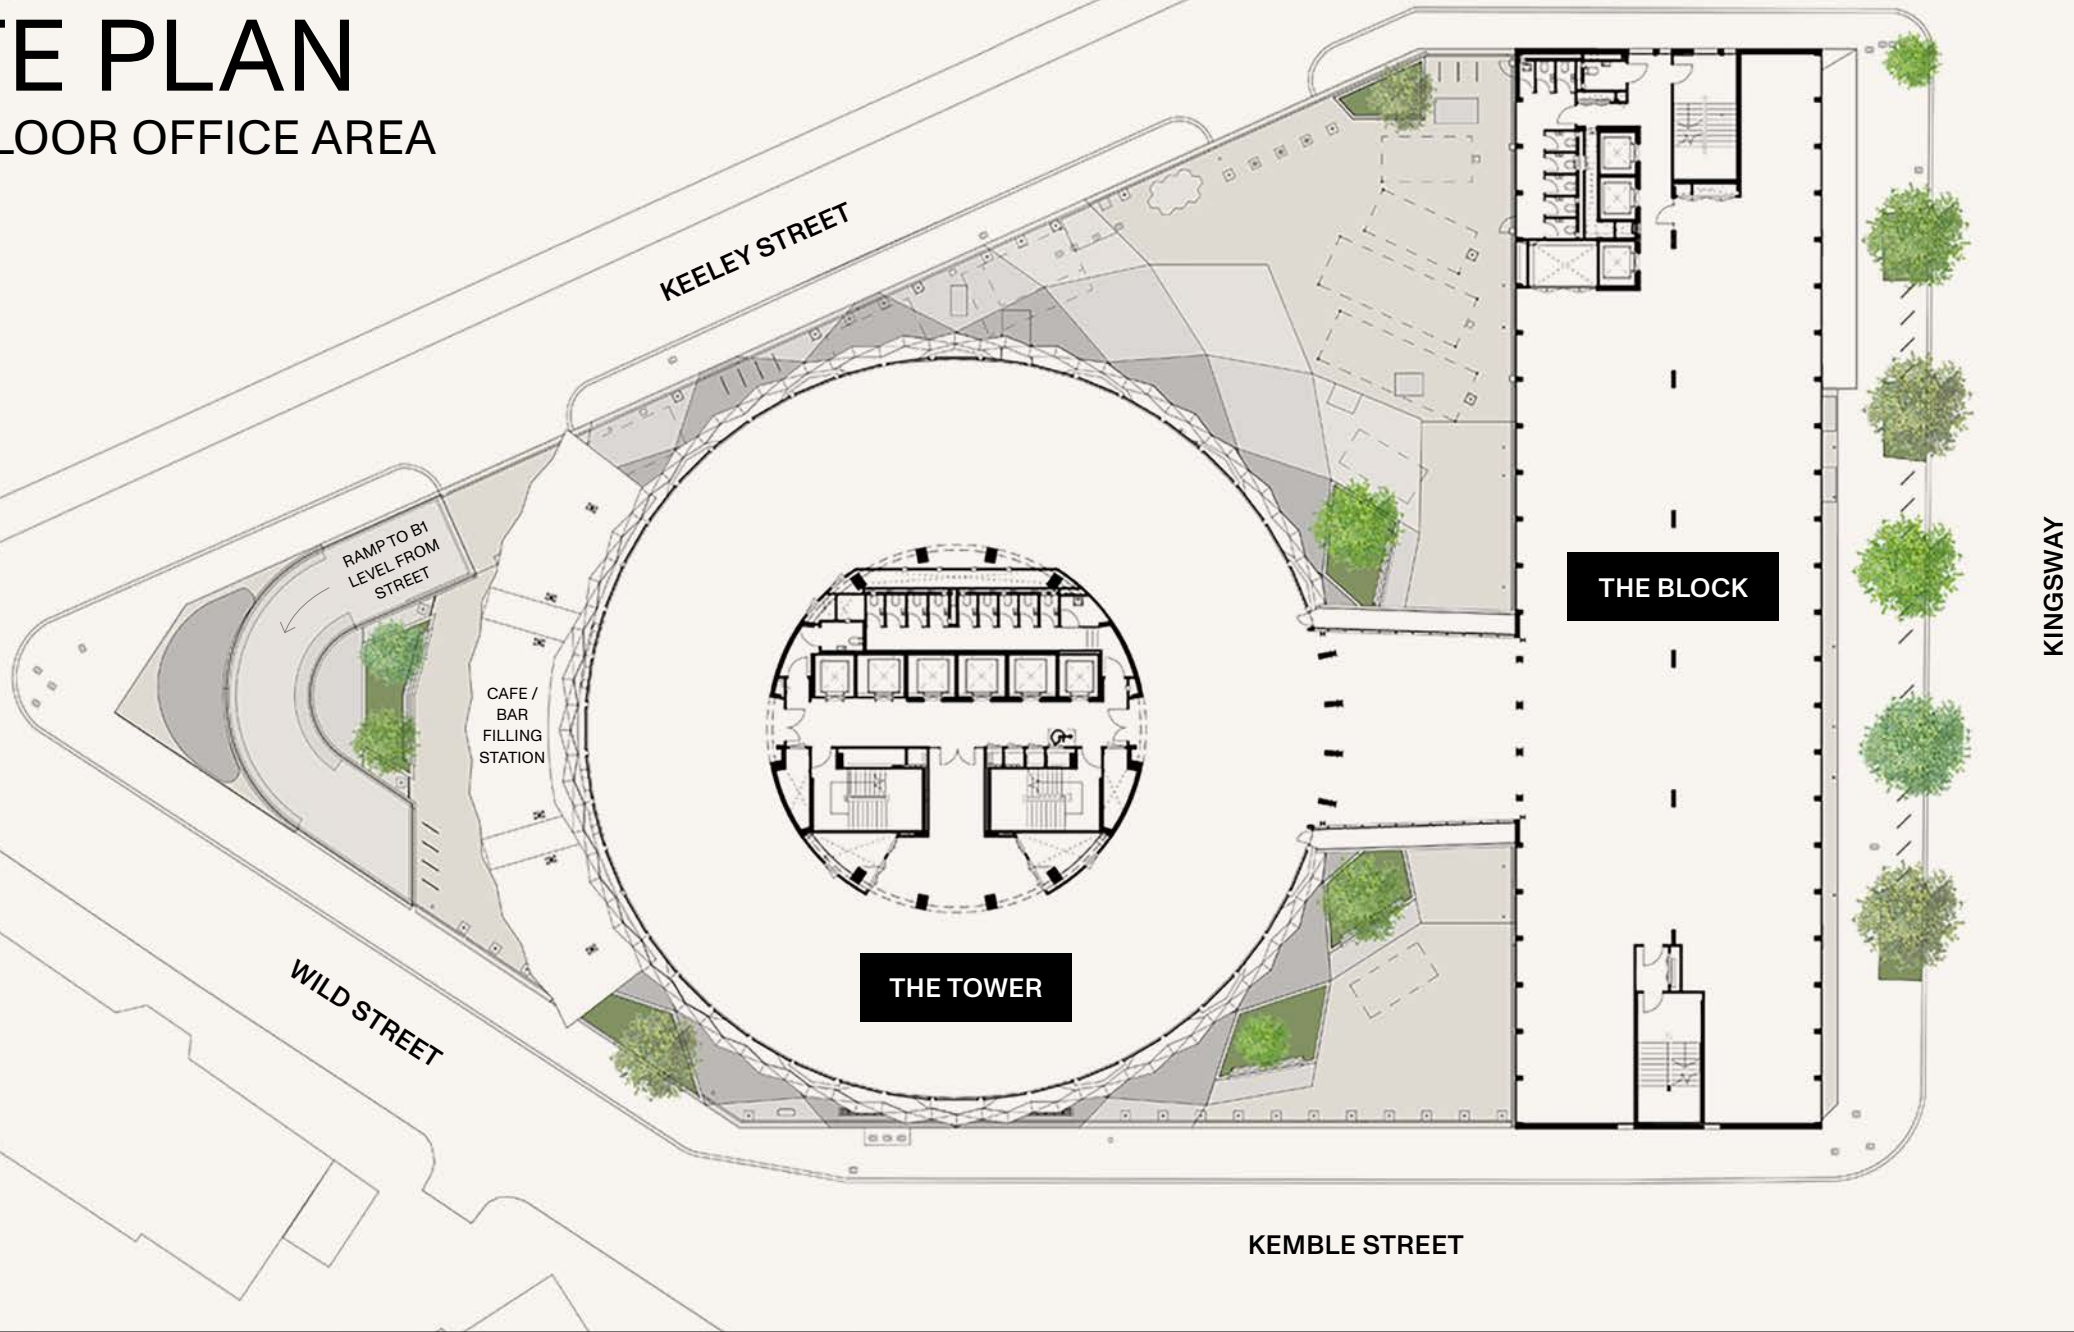 TE PLAN
LOOR OFFICE AREA
KEELEY STREET
RAMP TO B1
LEVEL FROM
STREET
THE BLOCK
KINGSWAY
CAFE /
BAR
FILLING
STATION
THE TOWER
WILD STREET
KEMBLE STREET